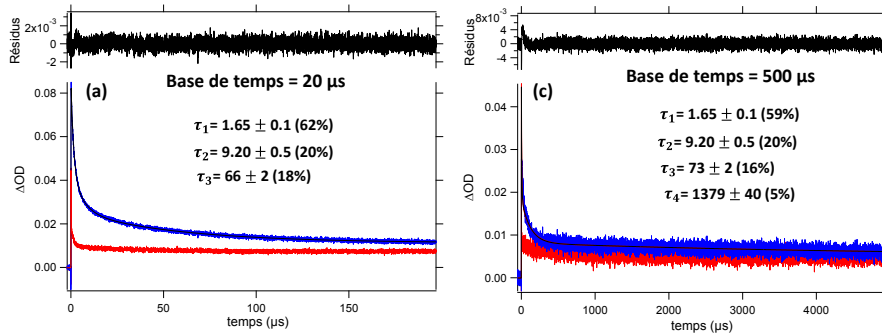 2x10⁻³
0
-2
Résidus
(a)
Base de temps = 20 µs
τ₁= 1.65 ± 0.1 (62%)
τ₂= 9.20 ± 0.5 (20%)
τ₃= 66 ± 2 (18%)
0.08
0.06
0.04
0.02
0.00
ΔOD
0
50
100
150
temps (µs)
8x10⁻³
4
0
-4
Résidus
(c)
Base de temps = 500 µs
τ₁= 1.65 ± 0.1 (59%)
τ₂= 9.20 ± 0.5 (20%)
τ₃= 73 ± 2 (16%)
τ₄= 1379 ± 40 (5%)
0.04
0.03
0.02
0.01
0.00
ΔOD
0
1000
2000
3000
4000
temps (µs)